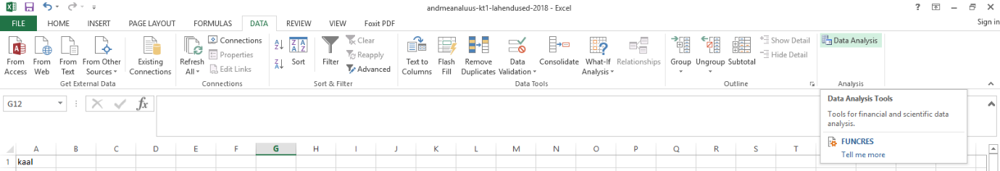 andmeanaluus-kt1-lahendused-2018 - Excel
FILE HOME INSERT PAGE LAYOUT FORMULAS DATA REVIEW VIEW Foxit PDF Sign in
From Access
From Web
From Text
From Other Sources
Existing Connections
Get External Data
Refresh All
Connections
Properties
Edit Links
Connections
Sort
Filter
Clear
Reapply
Advanced
Sort & Filter
Text to Columns
Flash Fill
Remove Duplicates
Data Validation
Consolidate
What-If Analysis
Relationships
Data Tools
Group
Ungroup
Subtotal
Show Detail
Hide Detail
Outline
Data Analysis
Analysis
G12 fx
Data Analysis Tools
Tools for financial and scientific data
analysis.
FUNCRES
Tell me more
A B C D E F G H I J K L M N O P Q R S T
1 kaal